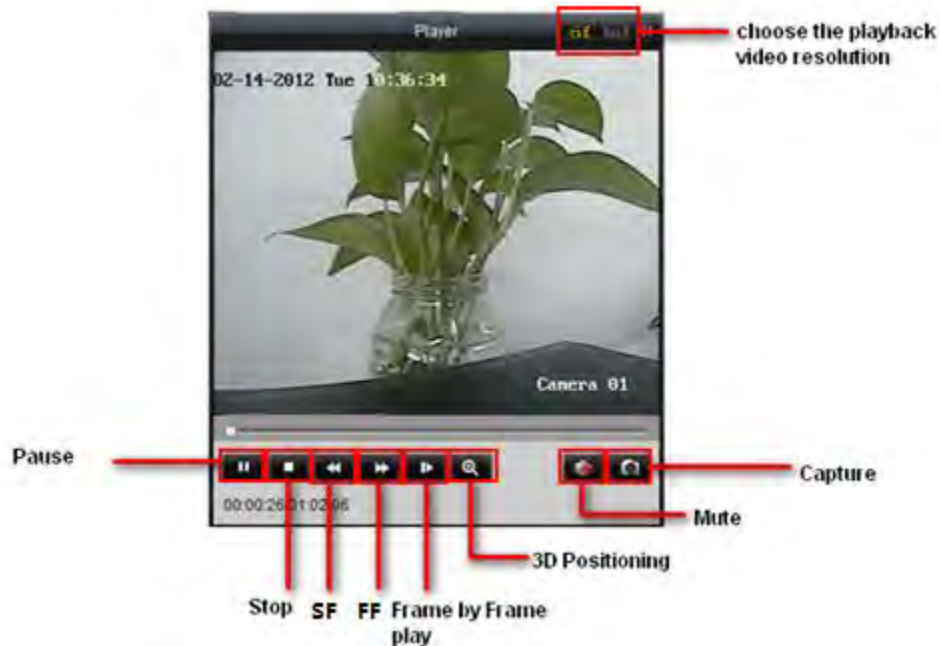 Player
choose the playback
video resolution
02-14-2012 Tue 10:36:34
Camera 01
Pause
Capture
00:00:26/01:02:06
Mute
3D Positioning
Stop
SF
FF
Frame by Frame
play